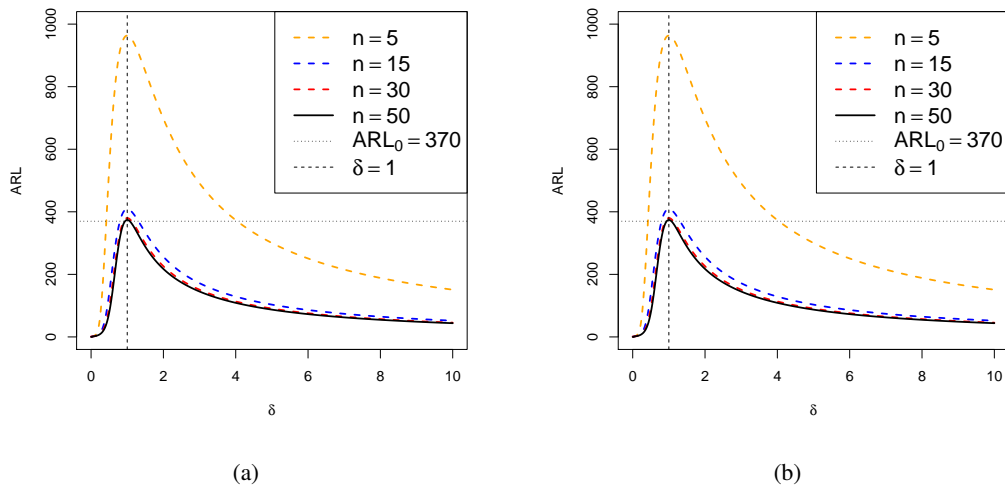 ARL
0
200
400
600
800
1000
n = 5
n = 15
n = 30
n = 50
ARL₀ = 370
δ = 1
0
2
4
6
8
10
δ
(a)
ARL
0
200
400
600
800
1000
n = 5
n = 15
n = 30
n = 50
ARL₀ = 370
δ = 1
0
2
4
6
8
10
δ
(b)